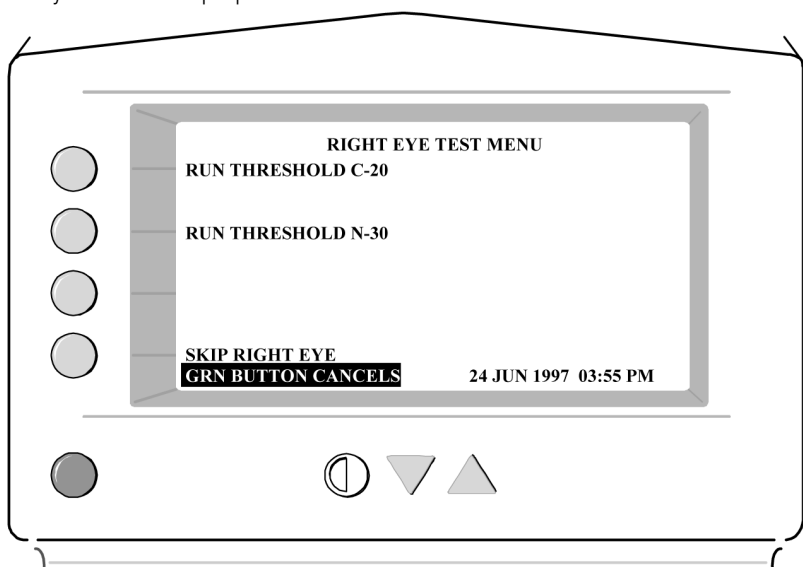 RIGHT EYE TEST MENU
RUN THRESHOLD C-20
RUN THRESHOLD N-30
SKIP RIGHT EYE
GRN BUTTON CANCELS 24 JUN 1997 03:55 PM